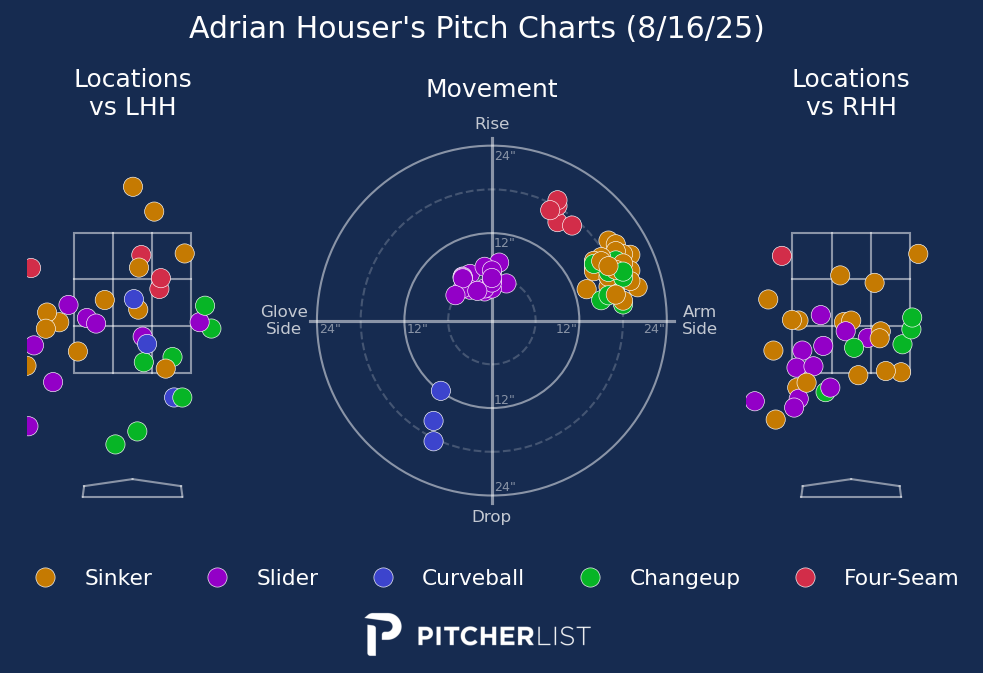 Adrian Houser's Pitch Charts (8/16/25)
Locations
vs LHH
Movement
Locations
vs RHH
Rise
24"
12"
Glove
Side
24"
12"
12"
24"
Arm
Side
12"
24"
Drop
Sinker
Slider
Curveball
Changeup
Four-Seam
PITCHERLIST